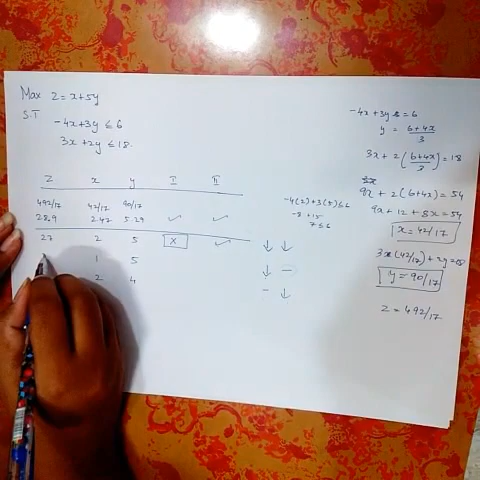 Max Z = x+5y
S.T
-4x+3y ≤ 6
3x+2y ≤ 18.
Z x y I II
492/17 42/17 90/17
28.9 2.47 5.29 ✓ ✓
27 2 5 X ✓ ↓ ↓
1 5 ↓ –
2 4 – ↓
-4(2)+3(5) ≤ 6
-8+15
7 ≤ 6
-4x+3y = 6
y = 6+4x/3
3x+2(6+4x/3) = 18
9x + 2(6+4x) = 54
9x + 12 + 8x = 54
x = 42/17
3x(42/17)+2y=18
y = 90/17
Z = 492/17